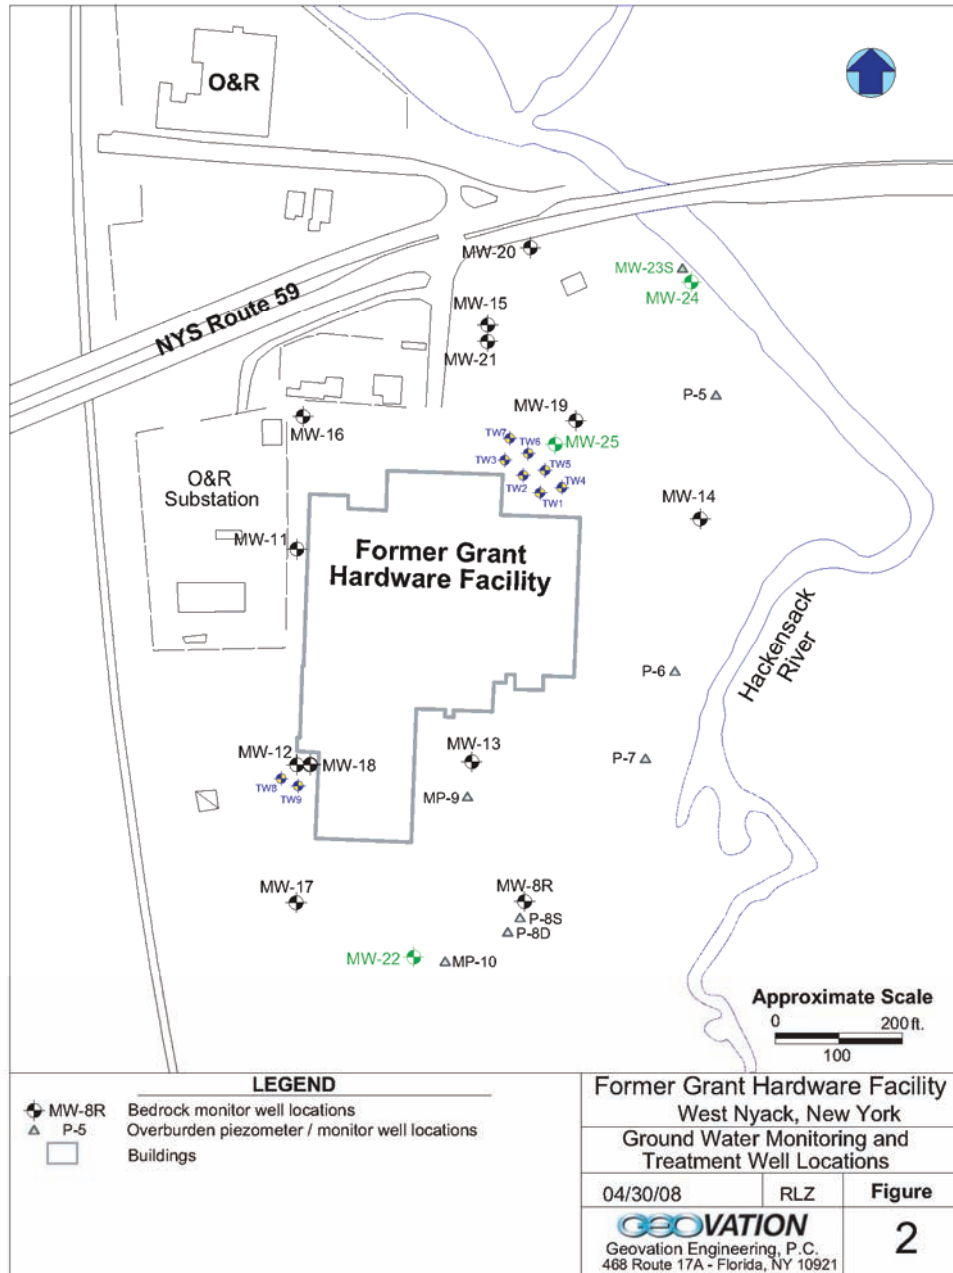 O&R
MW-20
MW-23S
MW-24
NYS Route 59
MW-15
MW-21
P-5
MW-19
MW-16
TW7
TW6
MW-25
TW3
TW5
O&R
Substation
TW2
TW4
TW1
MW-14
MW-11
Former Grant
Hardware Facility
Hackensack
River
P-6
MW-12
MW-18
MW-13
P-7
TW8
TW9
MP-9
MW-17
MW-8R
P-8S
P-8D
MW-22
MP-10
Approximate Scale
0
200 ft.
100
LEGEND
MW-8R Bedrock monitor well locations
P-5 Overburden piezometer / monitor well locations
Buildings
Former Grant Hardware Facility
West Nyack, New York
Ground Water Monitoring and
Treatment Well Locations
04/30/08
RLZ
Figure
2
GEOVATION
Geovation Engineering, P.C.
468 Route 17A - Florida, NY 10921